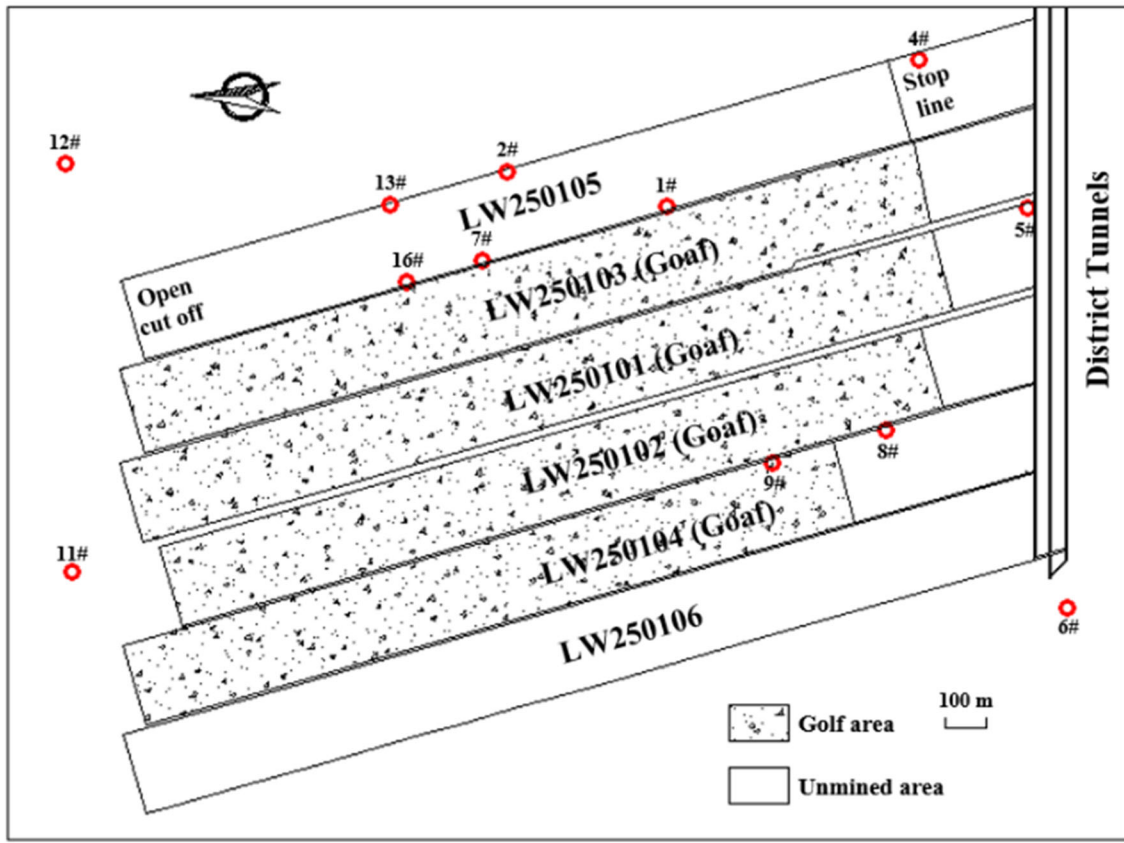 4#
Stop
line
12#
2#
13#
LW250105
1#
7#
16#
5#
Open
cut off
LW250103 (Goaf)
LW250101 (Goaf)
LW250102 (Goaf)
8#
9#
LW250104 (Goaf)
11#
LW250106
6#
District Tunnels
Golf area
100 m
Unmined area